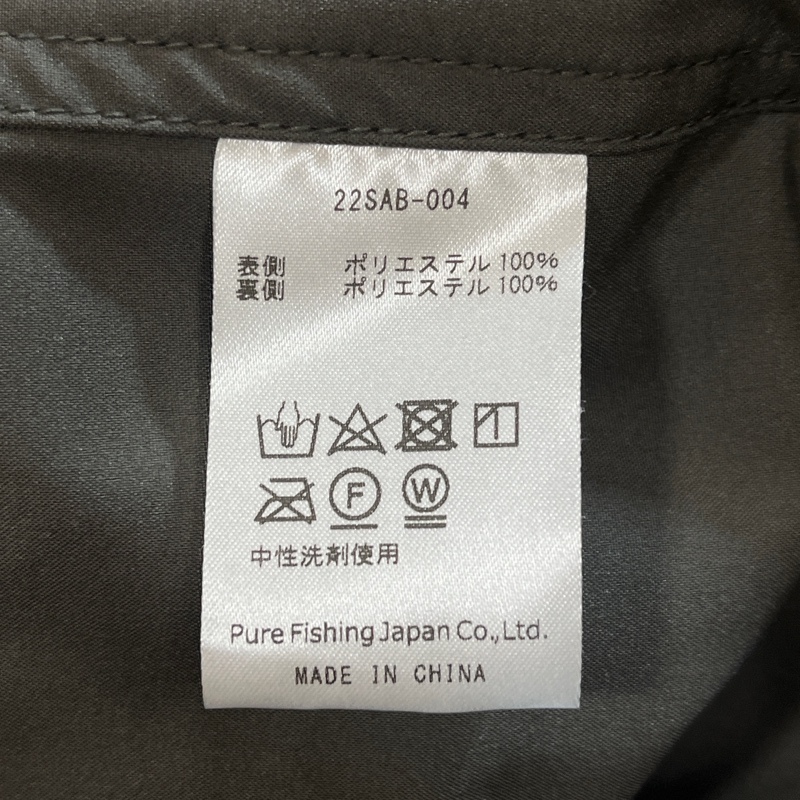 22SAB-004
表側 ポリエステル 100%
裏側 ポリエステル 100%
F W
中性洗剤使用
Pure Fishing Japan Co.,Ltd.
MADE IN CHINA